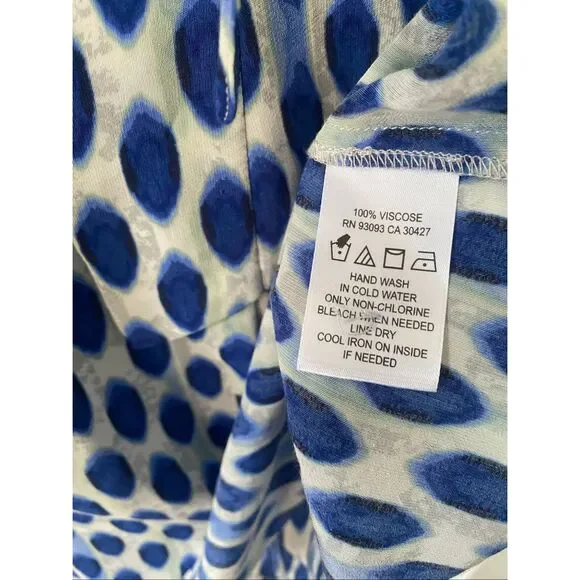 100% VISCOSE
RN 93093 CA 30427
HAND WASH
IN COLD WATER
ONLY NON-CHLORINE
BLEACH WHEN NEEDED
LINE DRY
COOL IRON ON INSIDE
IF NEEDED